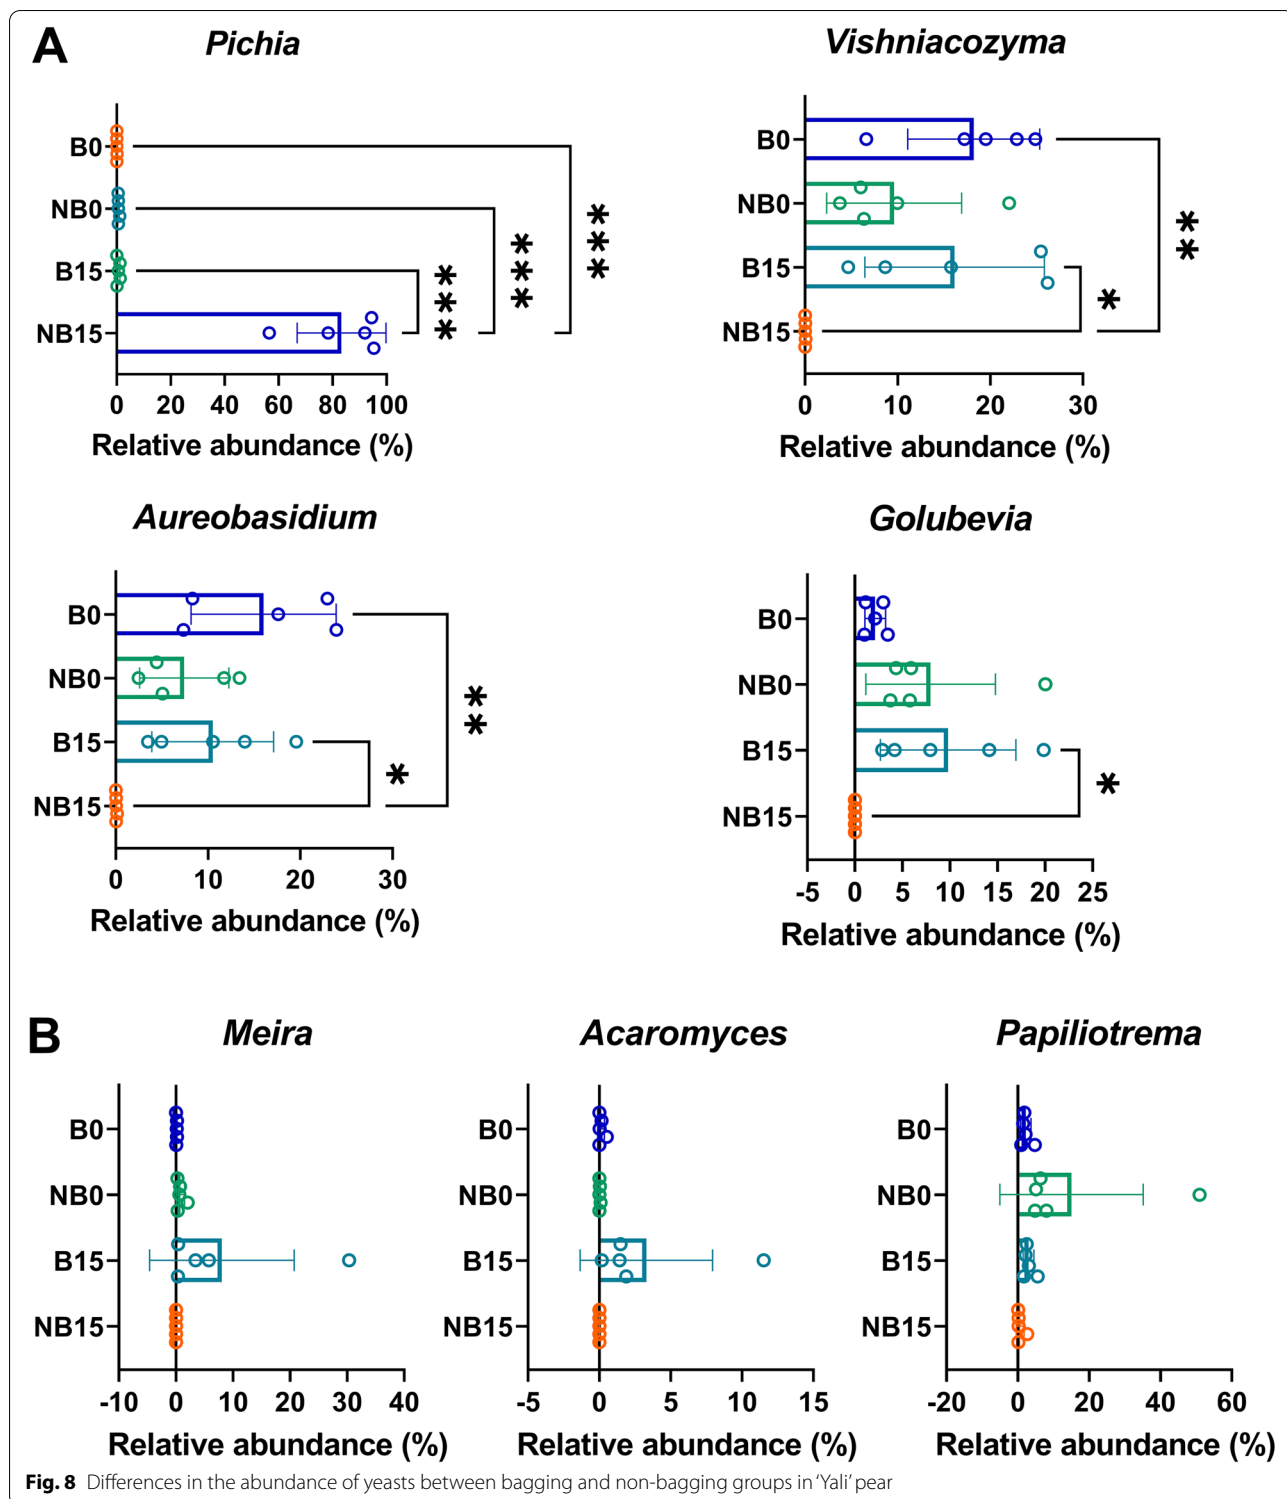 A
Pichia
B0
NB0
B15
NB15
***
***
***
0 20 40 60 80 100
Relative abundance (%)
Vishniacozyma
B0
NB0
B15
NB15
*
**
0 10 20 30
Relative abundance (%)
Aureobasidium
B0
NB0
B15
NB15
*
**
0 10 20 30
Relative abundance (%)
Golubevia
B0
NB0
B15
NB15
*
-5 0 5 10 15 20 25
Relative abundance (%)
B
Meira
B0
NB0
B15
NB15
-10 0 10 20 30 40
Relative abundance (%)
Acaromyces
B0
NB0
B15
NB15
-5 0 5 10 15
Relative abundance (%)
Papiliotrema
B0
NB0
B15
NB15
-20 0 20 40 60
Relative abundance (%)
Fig. 8 Differences in the abundance of yeasts between bagging and non-bagging groups in ‘Yali’ pear